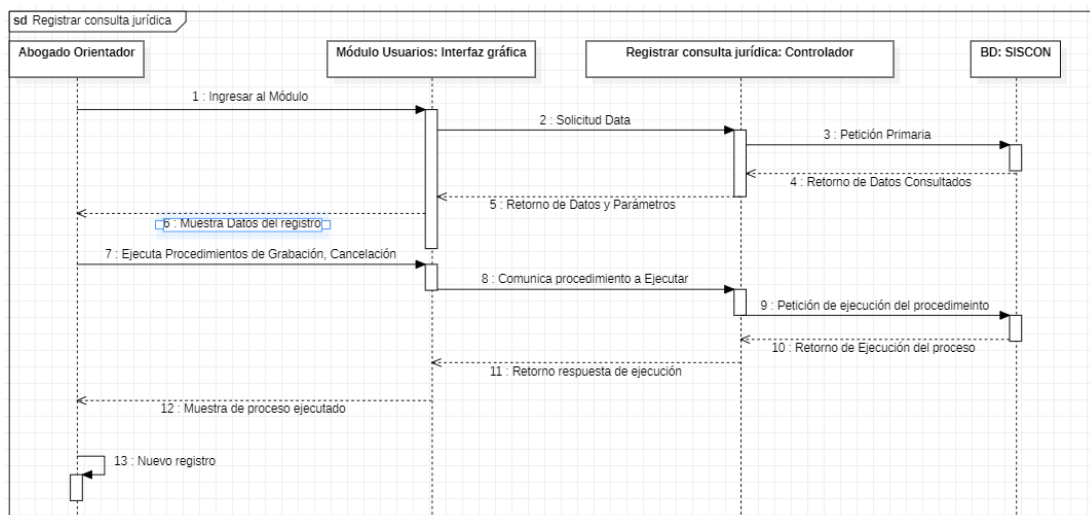 sd Registrar consulta jurídica
Abogado Orientador
Módulo Usuarios: Interfaz gráfica
Registrar consulta jurídica: Controlador
BD: SISCON
1 : Ingresar al Módulo
2 : Solicitud Data
3 : Petición Primaria
4 : Retorno de Datos Consultados
5 : Retorno de Datos y Parámetros
6 : Muestra Datos del registro
7 : Ejecuta Procedimientos de Grabación, Cancelación
8 : Comunica procedimiento a Ejecutar
9 : Petición de ejecución del procedimeinto
10 : Retorno de Ejecución del proceso
11 : Retorno respuesta de ejecución
12 : Muestra de proceso ejecutado
13 : Nuevo registro